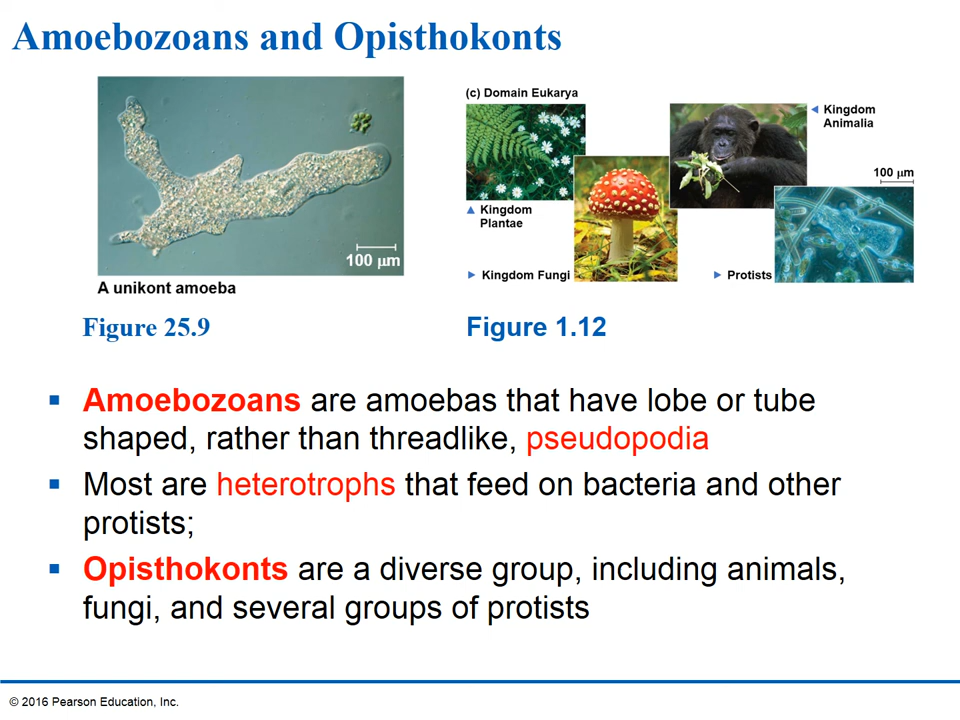 Amoebozoans and Opisthokonts
100 µm
A unikont amoeba
Figure 25.9
(c) Domain Eukarya
Kingdom
Animalia
100 µm
Kingdom
Plantae
Kingdom Fungi
Protists
Figure 1.12
Amoebozoans are amoebas that have lobe or tube
shaped, rather than threadlike, pseudopodia
Most are heterotrophs that feed on bacteria and other
protists;
Opisthokonts are a diverse group, including animals,
fungi, and several groups of protists
© 2016 Pearson Education, Inc.